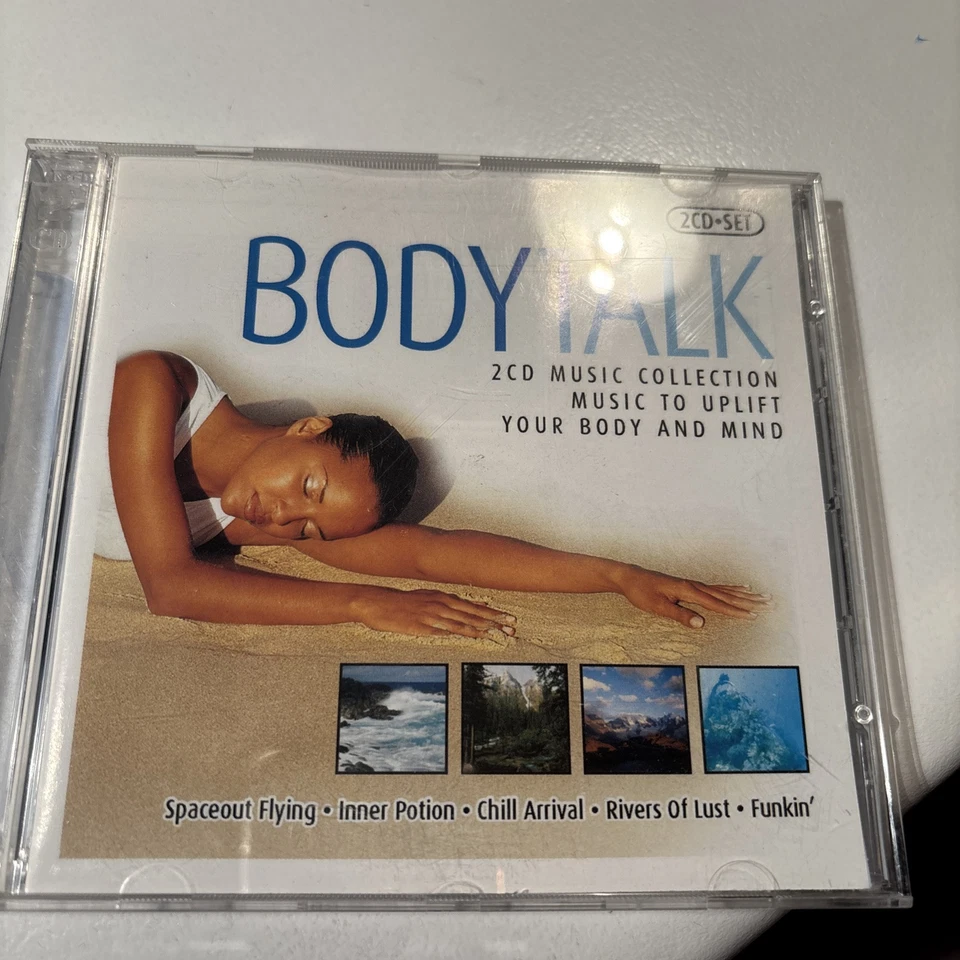 2CD•SET
BODYTALK
2CD MUSIC COLLECTION
MUSIC TO UPLIFT
YOUR BODY AND MIND
Spaceout Flying • Inner Potion • Chill Arrival • Rivers Of Lust • Funkin'